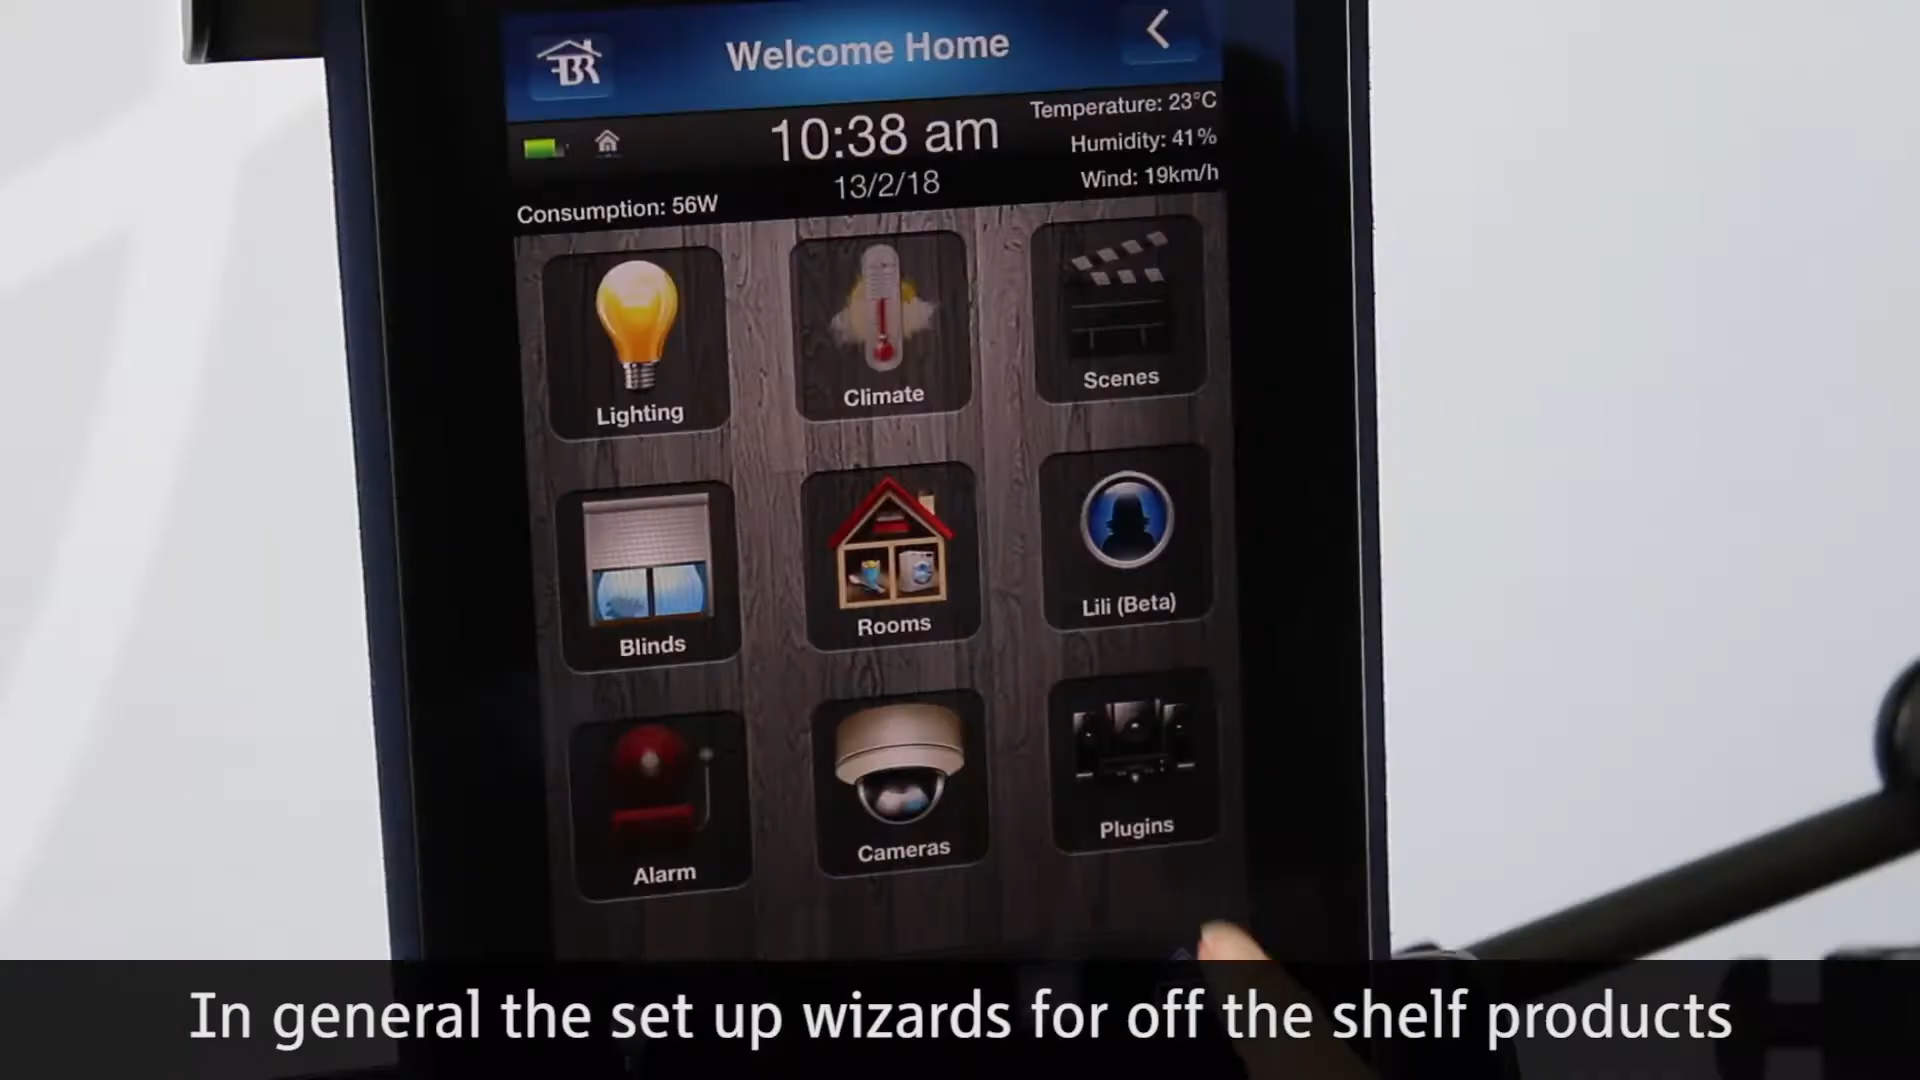 BR
Welcome Home
10:38 am
13/2/18
Temperature: 23°C
Humidity: 41%
Wind: 19km/h
Consumption: 56W
Lighting
Climate
Scenes
Blinds
Rooms
Lili (Beta)
Alarm
Cameras
Plugins
In general the set up wizards for off the shelf products